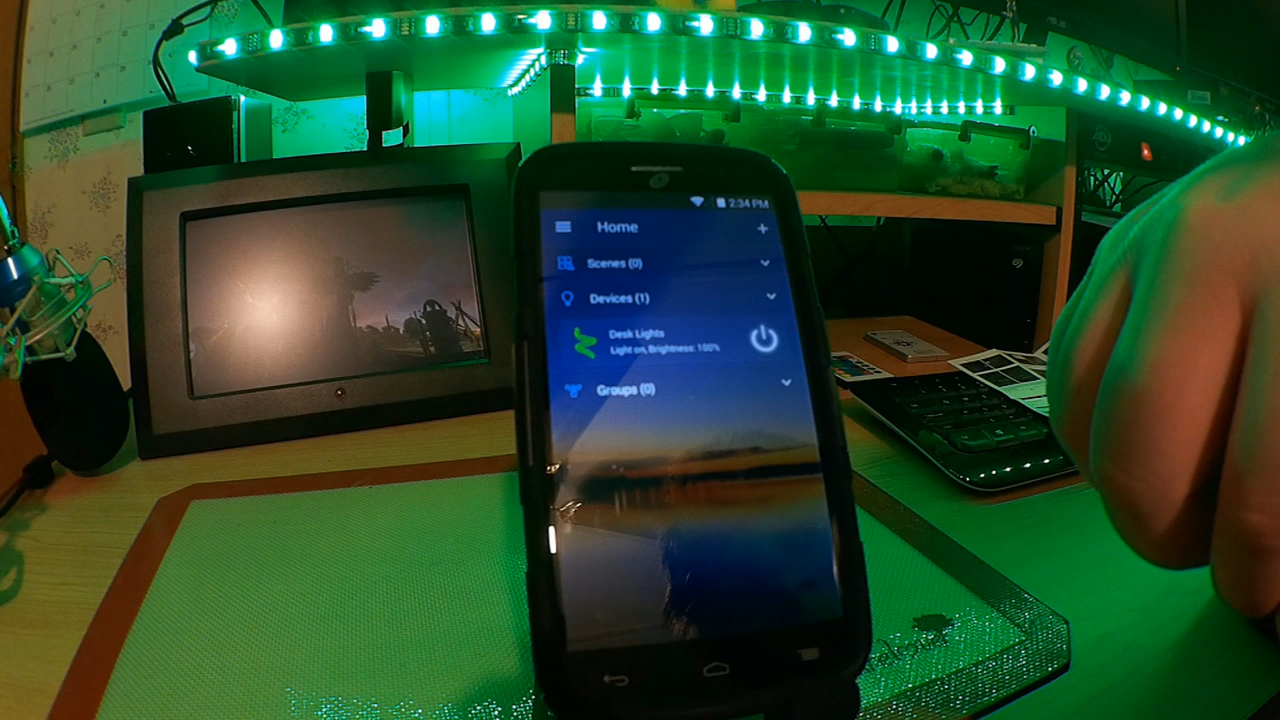 2:34 PM
Home
Scenes (0)
Devices (1)
Desk Lights
Light on, Brightness: 100%
Groups (0)